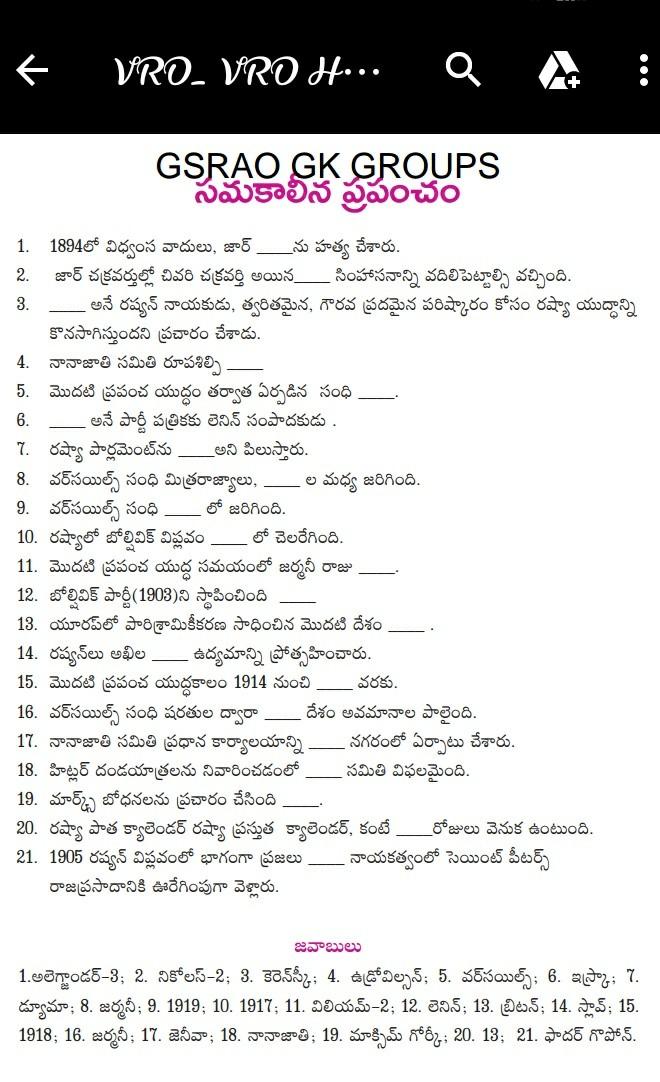 VRO_ VRO H...
GSRAO GK GROUPS
సమకాలీన ప్రపంచం
1. 1894లో విధ్వంస వాదులు, జార్ ____ను హత్య చేశారు.
2. జార్ చక్రవర్తుల్లో చివరి చక్రవర్తి అయిన____ సింహాసనాన్ని వదిలిపెట్టాల్సి వచ్చింది.
3. ____ అనే రష్యన్ నాయకుడు, త్వరితమైన, గౌరవ ప్రదమైన పరిష్కారం కోసం రష్యా యుద్ధాన్ని
కొనసాగిస్తుందని ప్రచారం చేశాడు.
4. నానాజాతి సమితి రూపశిల్పి ____
5. మొదటి ప్రపంచ యుద్ధం తర్వాత ఏర్పడిన సంధి ____.
6. ____ అనే పార్టీ పత్రికకు లెనిన్ సంపాదకుడు .
7. రష్యా పార్లమెంట్‌ను ____అని పిలుస్తారు.
8. వర్‌సయిల్స్ సంధి మిత్రరాజ్యాలు, ____ ల మధ్య జరిగింది.
9. వర్‌సయిల్స్ సంధి ____ లో జరిగింది.
10. రష్యాలో బోల్షివిక్ విప్లవం ____ లో చెలరేగింది.
11. మొదటి ప్రపంచ యుద్ధ సమయంలో జర్మనీ రాజు ____.
12. బోల్షివిక్ పార్టీ(1903)ని స్థాపించింది ____
13. యూరప్‌లో పారిశ్రామికీకరణ సాధించిన మొదటి దేశం ____ .
14. రష్యన్‌లు అఖిల ____ ఉద్యమాన్ని ప్రోత్సహించారు.
15. మొదటి ప్రపంచ యుద్ధకాలం 1914 నుంచి ____ వరకు.
16. వర్‌సయిల్స్ సంధి షరతుల ద్వారా ____ దేశం అవమానాల పాలైంది.
17. నానాజాతి సమితి ప్రధాన కార్యాలయాన్ని ____ నగరంలో ఏర్పాటు చేశారు.
18. హిట్లర్ దండయాత్రలను నివారించడంలో ____ సమితి విఫలమైంది.
19. మార్క్స్ బోధనలను ప్రచారం చేసింది ____.
20. రష్యా పాత క్యాలెండర్ రష్యా ప్రస్తుత క్యాలెండర్, కంటే ____రోజులు వెనుక ఉంటుంది.
21. 1905 రష్యన్ విప్లవంలో భాగంగా ప్రజలు ____ నాయకత్వంలో సెయింట్ పీటర్స్
రాజప్రసాదానికి ఊరేగింపుగా వెళ్లారు.
జవాబులు
1.అలెగ్జాండర్-3; 2. నికోలస్-2; 3. కెరెన్‌స్కీ; 4. ఉడ్రోవిల్సన్; 5. వర్‌సయిల్స్; 6. ఇస్క్రా; 7.
డ్యూమా; 8. జర్మనీ; 9. 1919; 10. 1917; 11. విలియమ్-2; 12. లెనిన్; 13. బ్రిటన్; 14. స్లావ్; 15.
1918; 16. జర్మనీ; 17. జెనీవా; 18. నానాజాతి; 19. మాక్సిమ్ గోర్కీ; 20. 13; 21. ఫాదర్ గొపోన్.